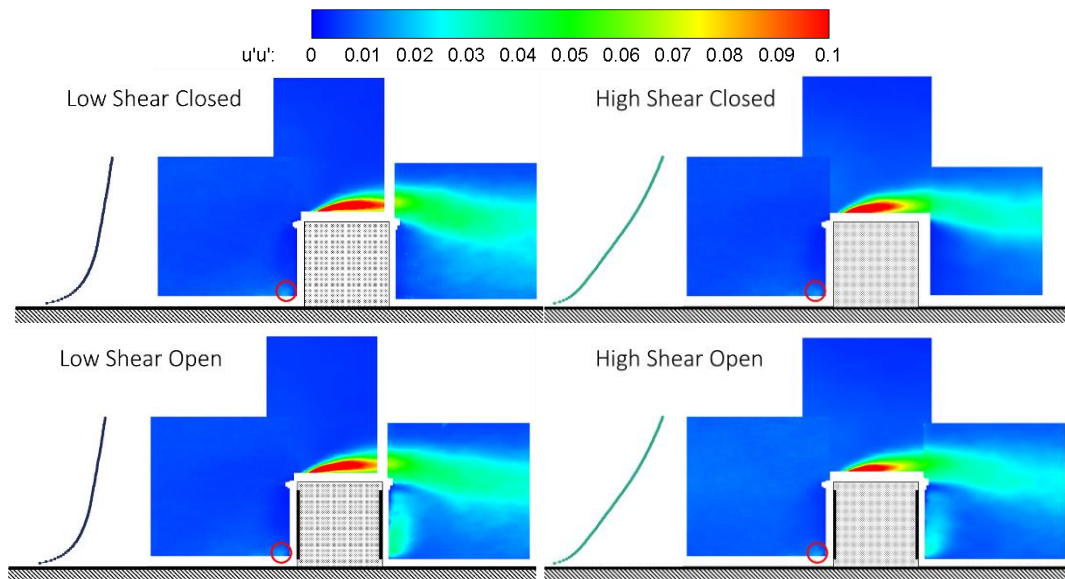 u'u': 0 0.01 0.02 0.03 0.04 0.05 0.06 0.07 0.08 0.09 0.1
Low Shear Closed
High Shear Closed
Low Shear Open
High Shear Open